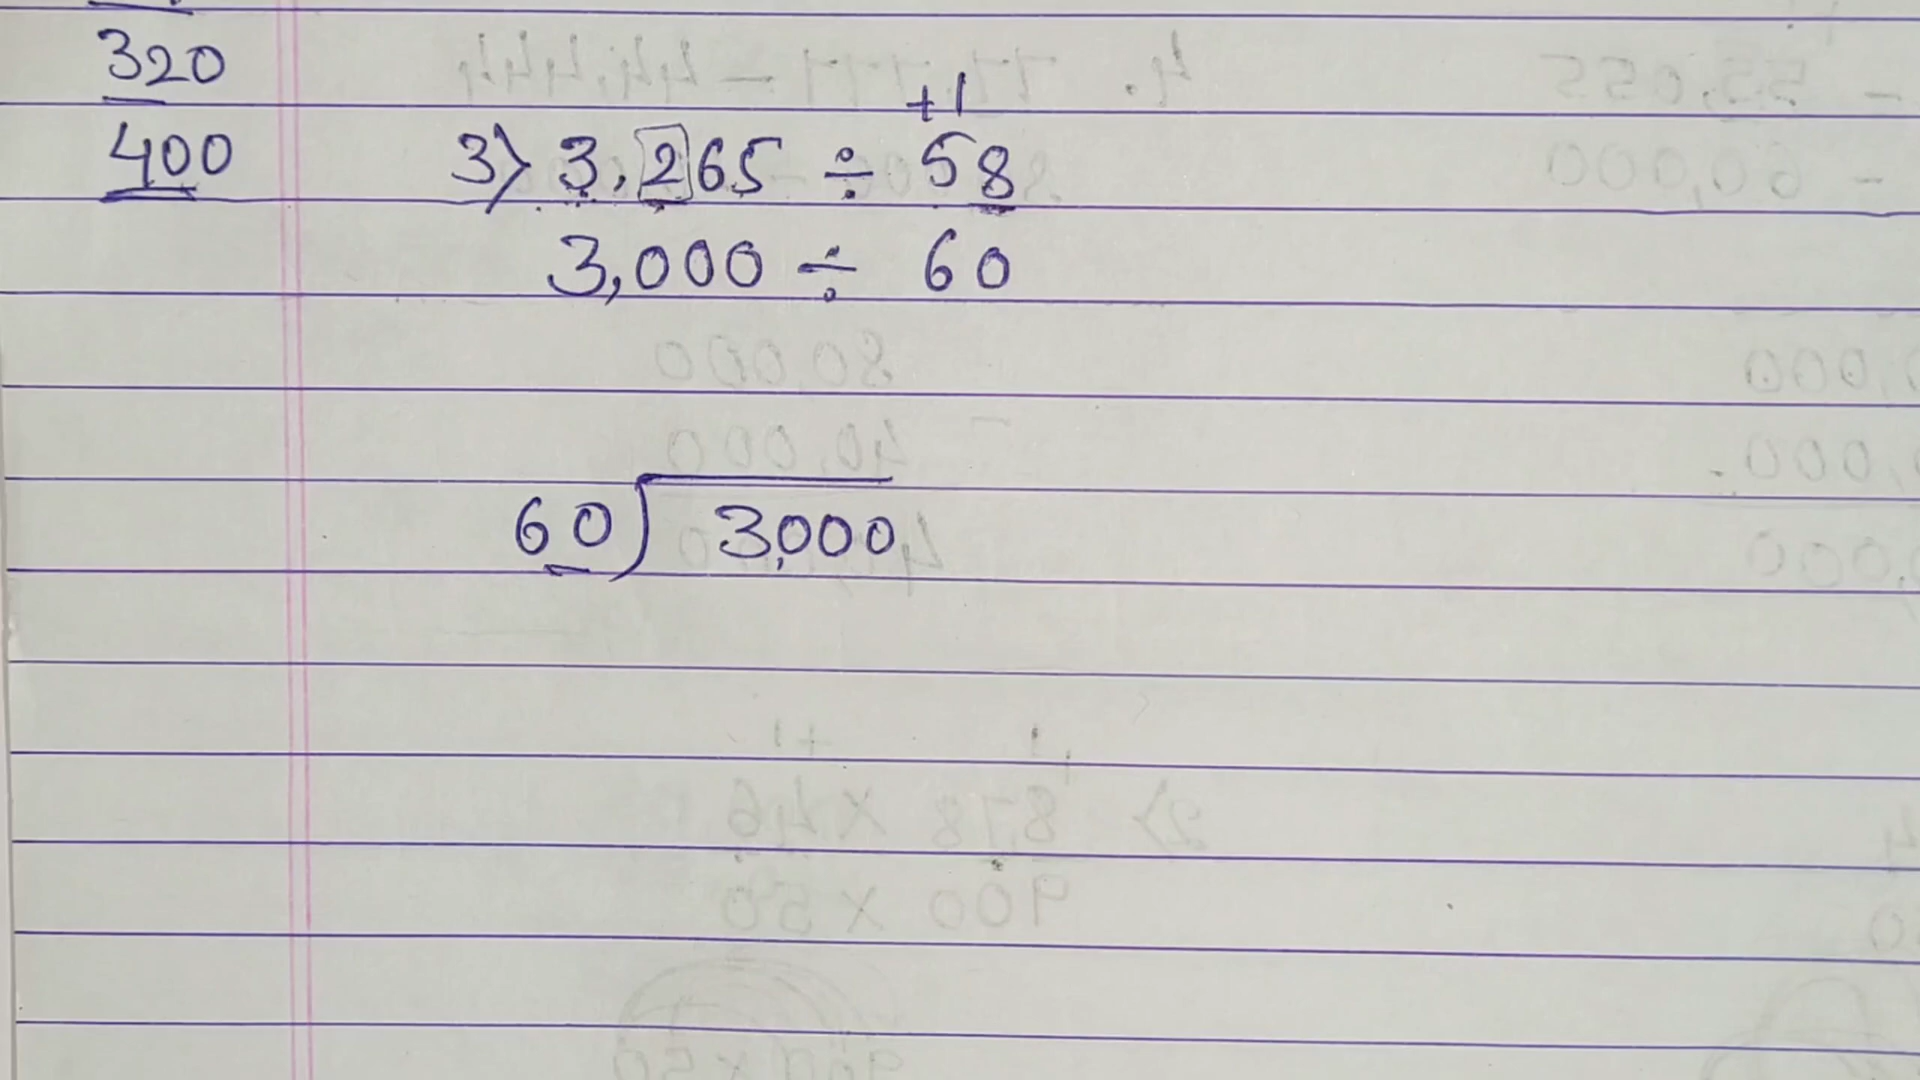 320
400
+1
3) 3,265 ÷ 58
3,000 ÷ 60
60 3,000